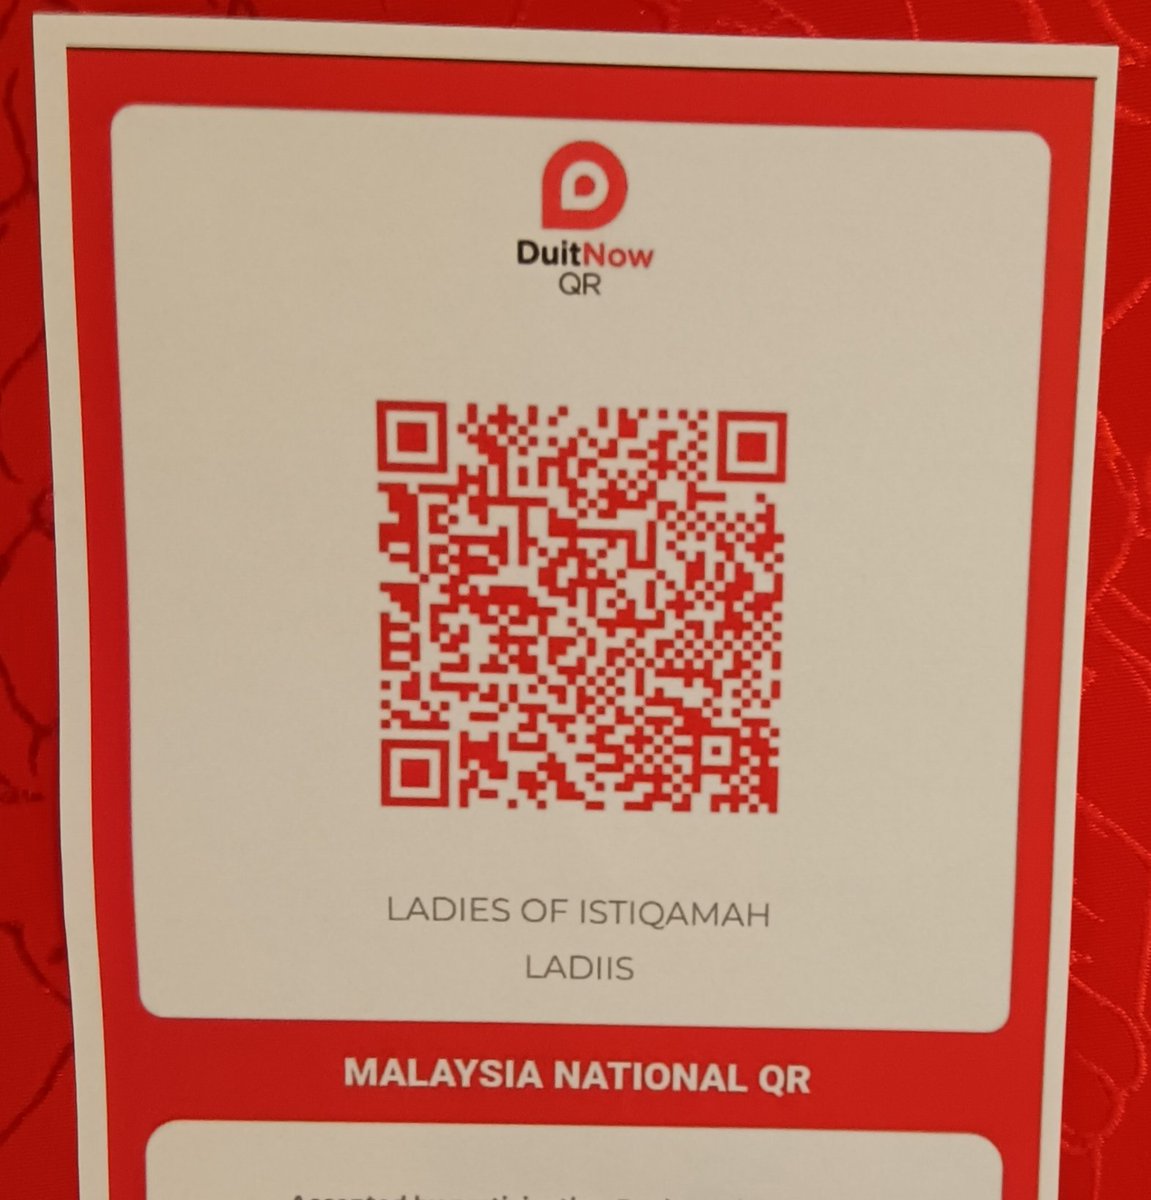 DuitNow
QR
LADIES OF ISTIQAMAH
LADIIS
MALAYSIA NATIONAL QR